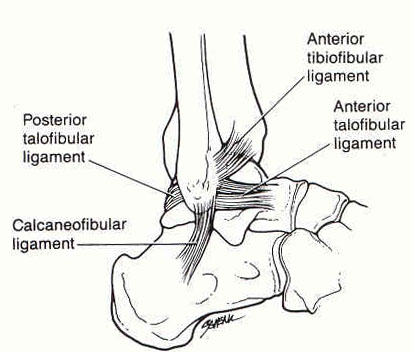 Anterior
tibiofibular
ligament
Anterior
talofibular
ligament
Posterior
talofibular
ligament
Calcaneofibular
ligament